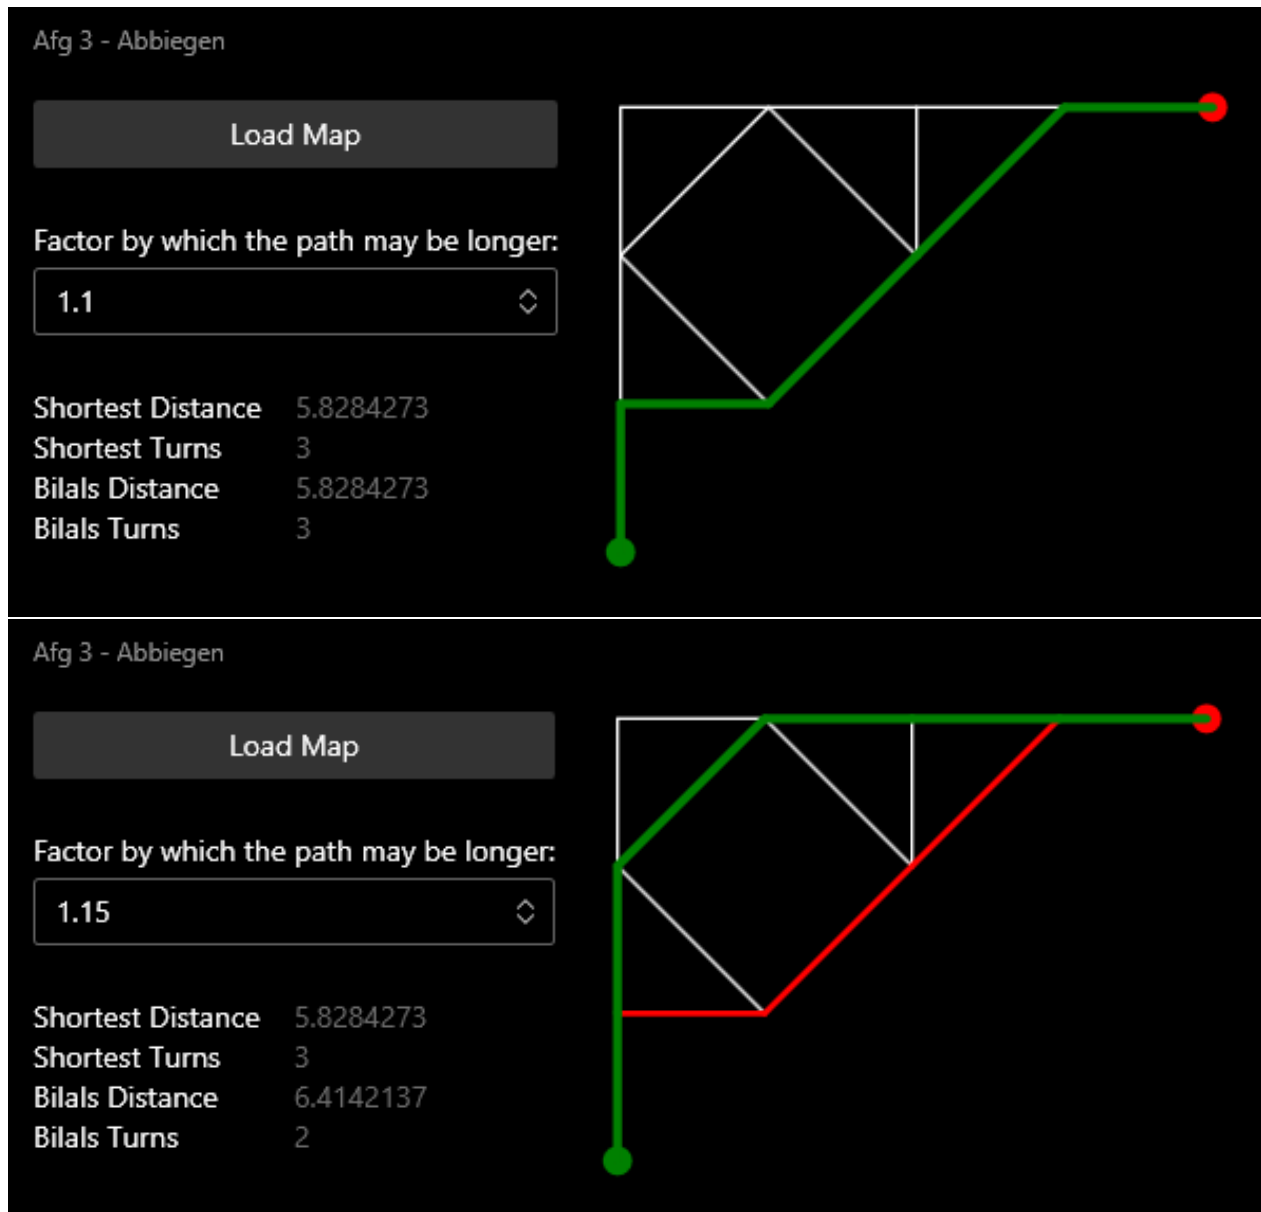 Afg 3 - Abbiegen
Load Map
Factor by which the path may be longer:
1.1
Shortest Distance 5.8284273
Shortest Turns 3
Bilals Distance 5.8284273
Bilals Turns 3
Afg 3 - Abbiegen
Load Map
Factor by which the path may be longer:
1.15
Shortest Distance 5.8284273
Shortest Turns 3
Bilals Distance 6.4142137
Bilals Turns 2